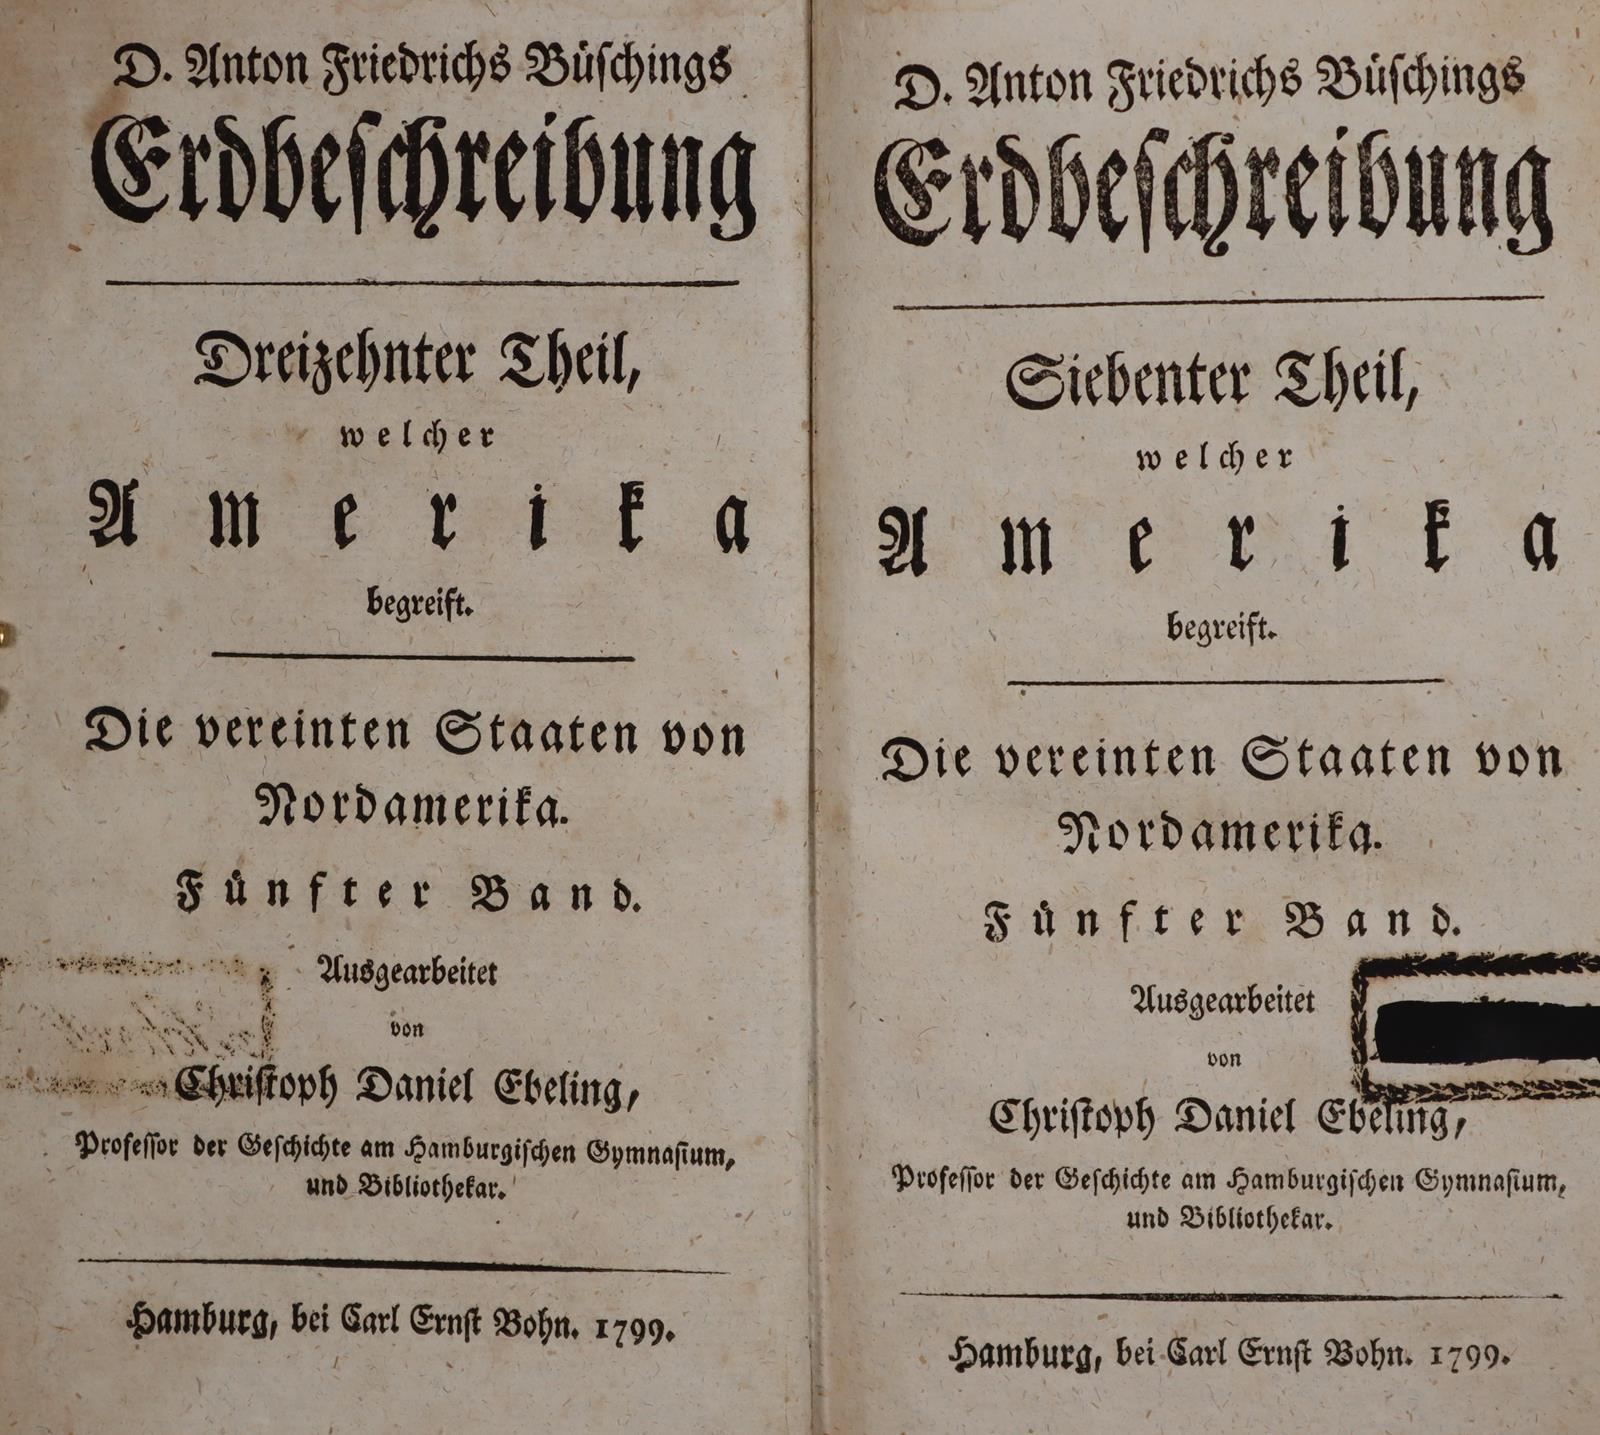 D. Anton Friedrichs Büſchings
Erdbeſchreibung
Dreizehnter Theil,
welcher
Amerika
begreift.
Die vereinten Staaten von
Nordamerika.
Fünfter Band.
Ausgearbeitet
von
Chriſtoph Daniel Ebeling,
Profeſſor der Geſchichte am Hamburgiſchen Gymnaſium,
und Bibliothekar.
Hamburg, bei Carl Ernſt Bohn. 1799.
D. Anton Friedrichs Büſchings
Erdbeſchreibung
Siebenter Theil,
welcher
Amerika
begreift.
Die vereinten Staaten von
Nordamerika.
Fünfter Band.
Ausgearbeitet
von
Chriſtoph Daniel Ebeling,
Profeſſor der Geſchichte am Hamburgiſchen Gymnaſium,
und Bibliothekar.
Hamburg, bei Carl Ernſt Bohn. 1799.